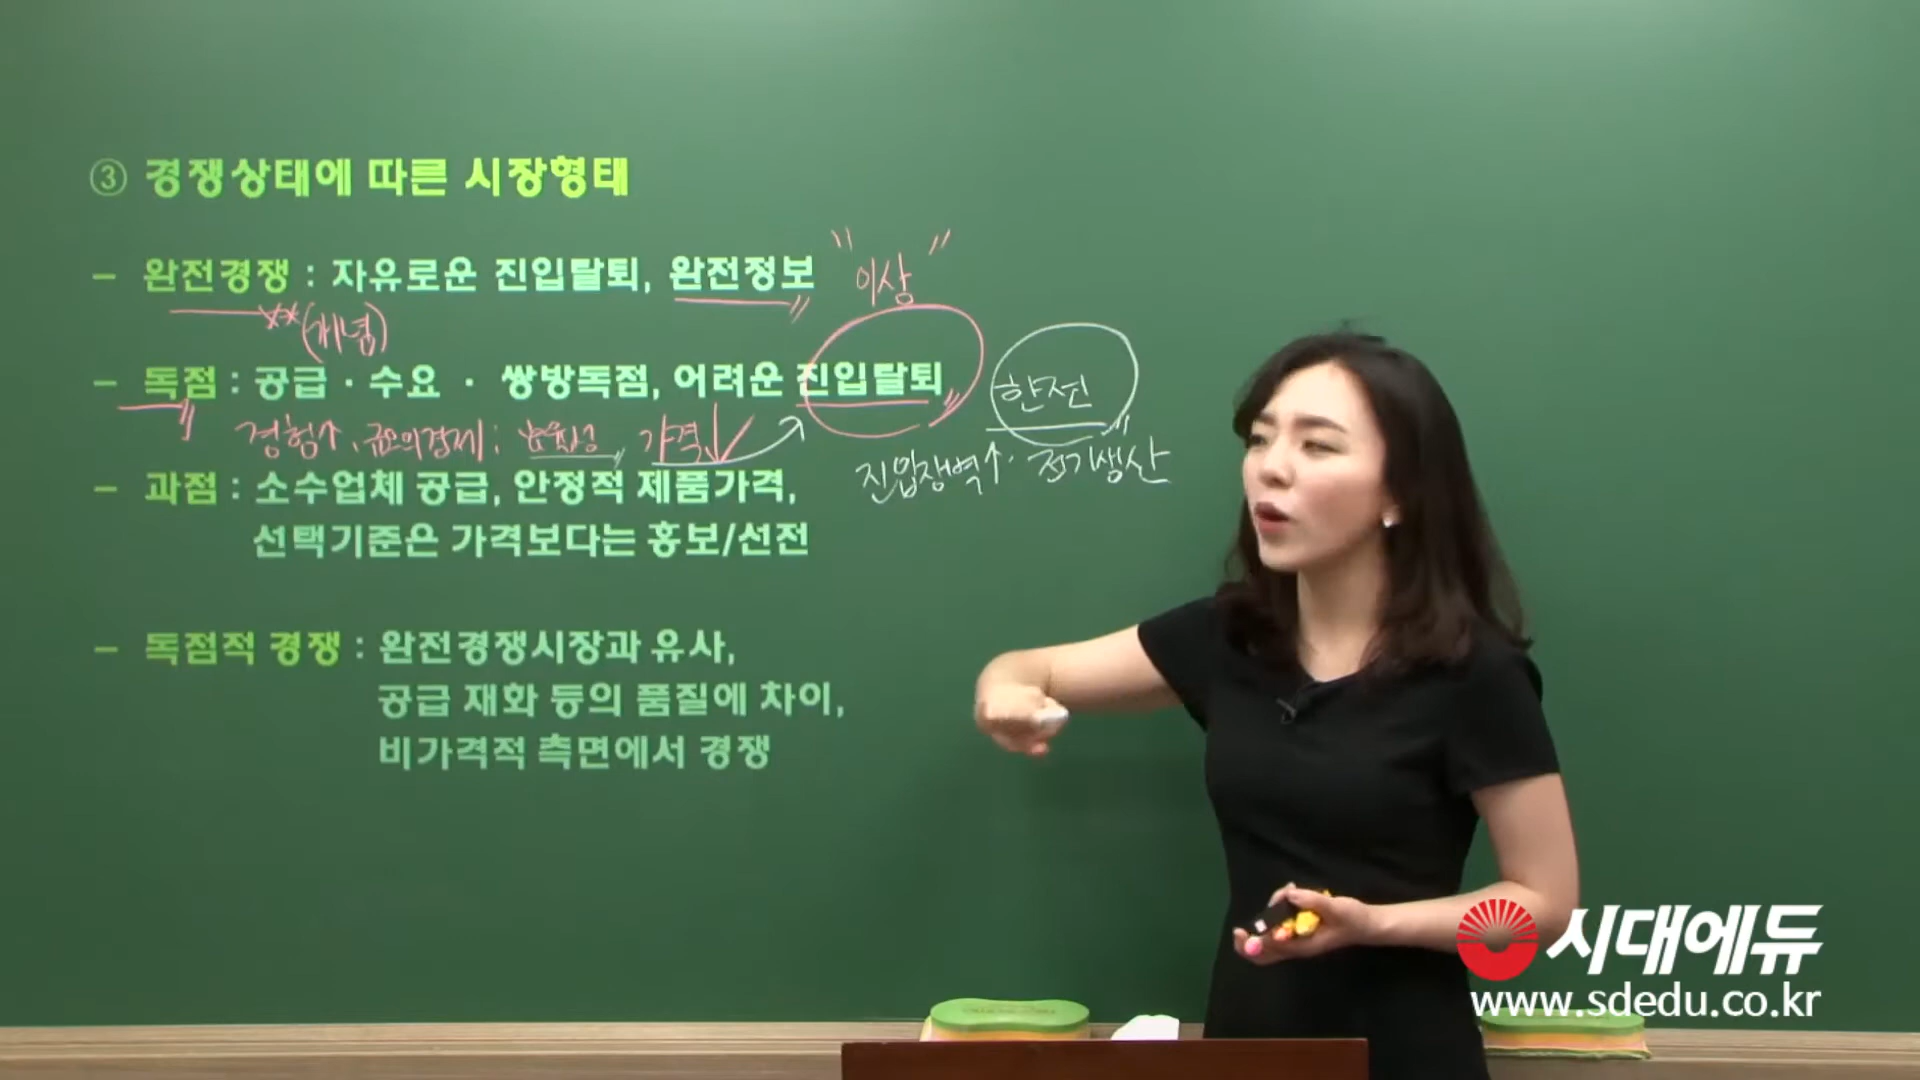 ③ 경쟁상태에 따른 시장형태
- 완전경쟁 : 자유로운 진입탈퇴, 완전정보
"이상"
**(개념)
- 독점 : 공급 · 수요 · 쌍방독점, 어려운 진입탈퇴
한전
경험↑, 규모의경제; 가격↓
진입장벽↑· 전기생산
- 과점 : 소수업체 공급, 안정적 제품가격,
선택기준은 가격보다는 홍보/선전
- 독점적 경쟁 : 완전경쟁시장과 유사,
공급 재화 등의 품질에 차이,
비가격적 측면에서 경쟁
시대에듀
www.sdedu.co.kr